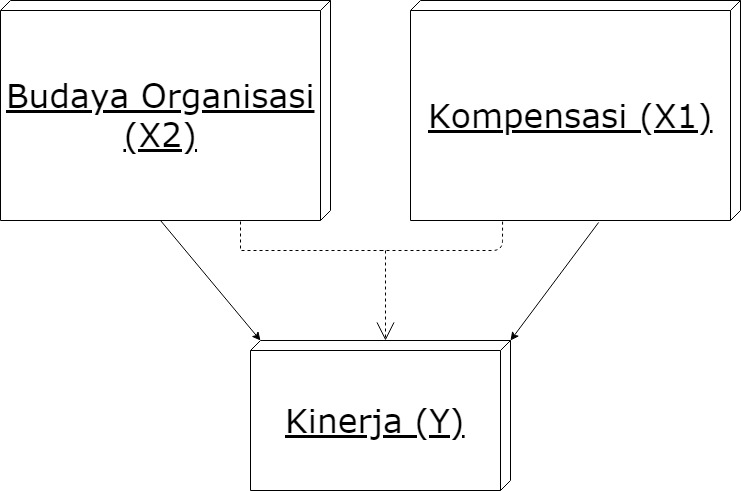 Budaya Organisasi
(X2)
Kompensasi (X1)
Kinerja (Y)